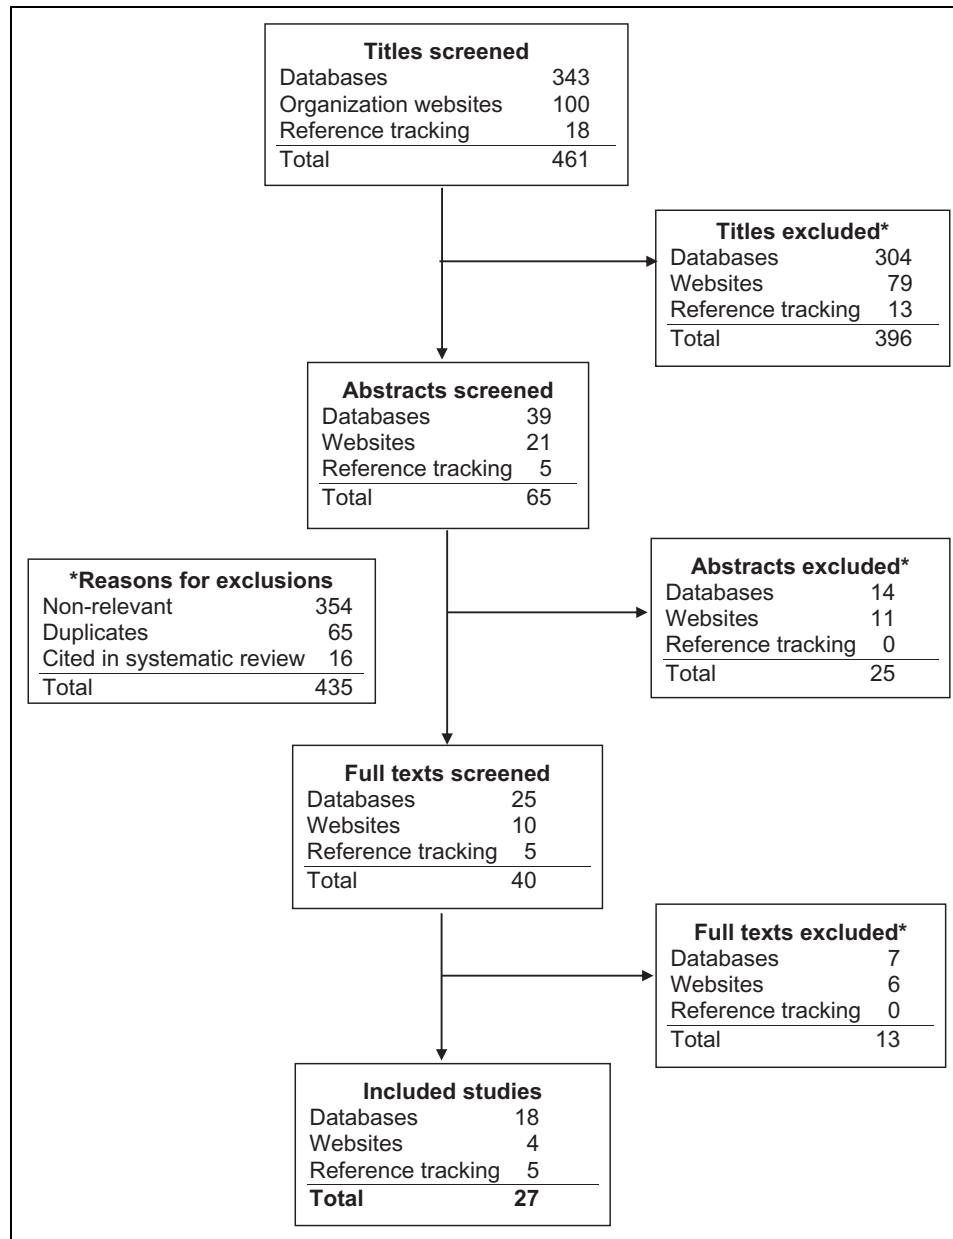 Titles screened
Databases 343
Organization websites 100
Reference tracking 18
Total 461
Titles excluded*
Databases 304
Websites 79
Reference tracking 13
Total 396
Abstracts screened
Databases 39
Websites 21
Reference tracking 5
Total 65
*Reasons for exclusions
Non-relevant 354
Duplicates 65
Cited in systematic review 16
Total 435
Abstracts excluded*
Databases 14
Websites 11
Reference tracking 0
Total 25
Full texts screened
Databases 25
Websites 10
Reference tracking 5
Total 40
Full texts excluded*
Databases 7
Websites 6
Reference tracking 0
Total 13
Included studies
Databases 18
Websites 4
Reference tracking 5
Total 27